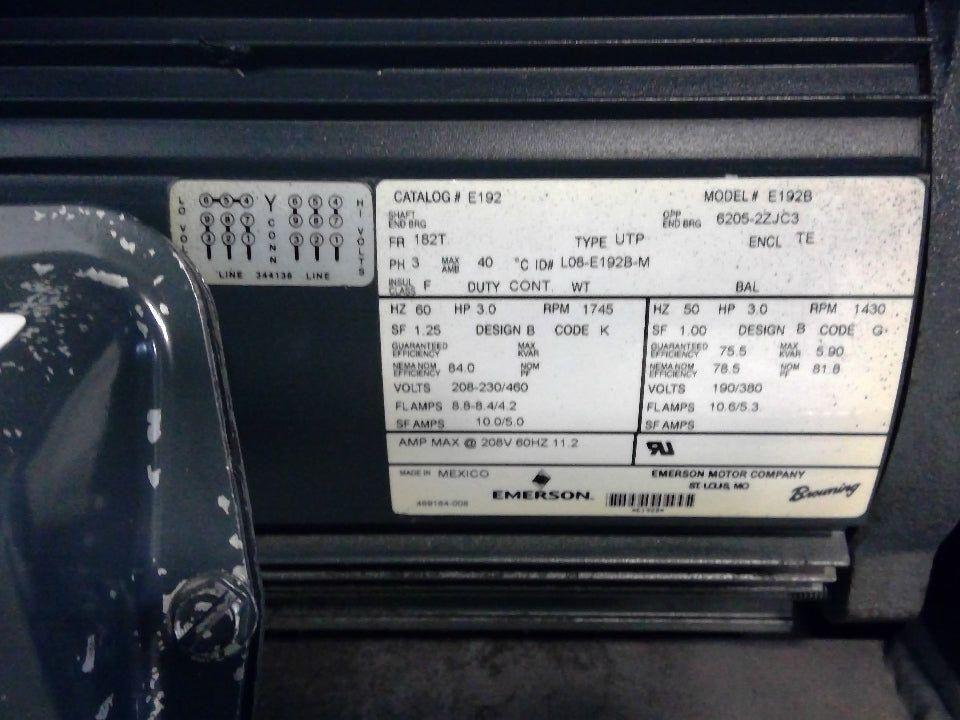 LO VOLTS
6 5 4 Y 6 5 4
9 8 7 9 8 7
3 2 1 CONN 3 2 1
HI VOLTS
LINE 344136 LINE
CATALOG # E192 MODEL # E192B
SHAFT END BRG OPP END BRG 6205-2ZJC3
FR 182T TYPE UTP ENCL TE
PH 3 MAX AMB 40 °C ID# L08-E192B-M
INSUL CLASS F DUTY CONT. WT BAL
HZ 60 HP 3.0 RPM 1745
SF 1.25 DESIGN B CODE K
GUARANTEED EFFICIENCY MAX KVAR
NEMA NOM EFFICIENCY 84.0 NOM PF
VOLTS 208-230/460
FL AMPS 8.8-8.4/4.2
SF AMPS 10.0/5.0
AMP MAX @ 208V 60HZ 11.2
HZ 50 HP 3.0 RPM 1430
SF 1.00 DESIGN B CODE G
GUARANTEED EFFICIENCY 75.5 MAX KVAR 5.90
NEMA NOM EFFICIENCY 78.5 NOM PF 81.8
VOLTS 190/380
FL AMPS 10.6/5.3
SF AMPS
MADE IN MEXICO
EMERSON
EMERSON MOTOR COMPANY
ST. LOUIS, MO
Browning